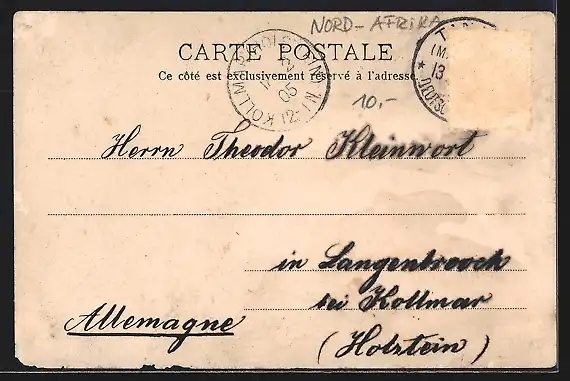 NORD-AFRIKA
CARTE POSTALE
Ce côté est exclusivement réservé à l'adresse.
10,-
Herrn Theodor Kleinwort
in Langenbrook
bei Kollmar
Allemagne
(Holztein)